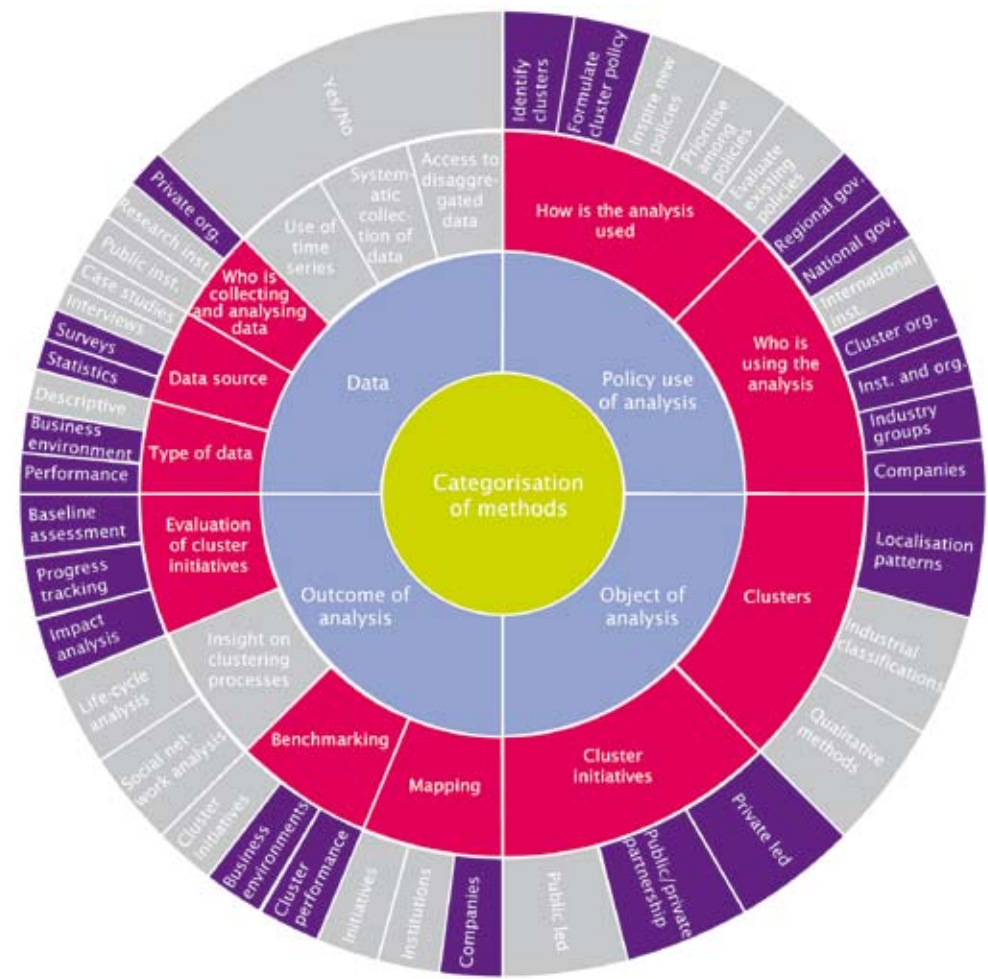 Categorisation
of methods
Policy use
of analysis
How is the analysis
used
Identify
clusters
Formulate
cluster policy
Inspire new
policies
Prioritise
among
policies
Evaluate
existing
policies
Who is
using the
analysis
Regional gov.
National gov.
International
inst.
Cluster org.
Inst. and org.
Industry
groups
Companies
Object of
analysis
Clusters
Localisation
patterns
Industrial
classifications
Qualitative
methods
Cluster
initiatives
Private led
Public/private
partnership
Public led
Outcome of
analysis
Mapping
Companies
Institutions
Initiatives
Benchmarking
Cluster
performance
Business
environments
Insight on
clustering
processes
Cluster
Initiatives
Social net-
work analysis
Life-cycle
analysis
Evaluation
of cluster
initiatives
Impact
analysis
Progress
tracking
Baseline
assessment
Data
Type of data
Performance
Business
environment
Descriptive
Data source
Statistics
Surveys
Interviews
Case studies
Who is
collecting
and analysing
data
Public inst.
Research inst.
Private org.
Use of
time
series
System-
atic collec-
tion of
data
Access to
disaggre-
gated
data
Yes/No